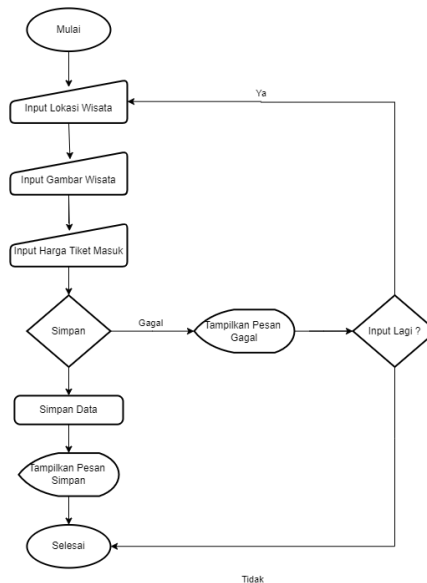 Mulai
Ya
Input Lokasi Wisata
Input Gambar Wisata
Input Harga Tiket Masuk
Simpan
Gagal
Tampilkan Pesan
Gagal
Input Lagi ?
Simpan Data
Tampilkan Pesan
Simpan
Selesai
Tidak